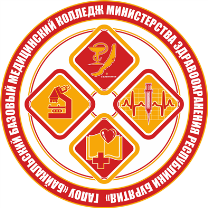 ГАПОУ «БАЙКАЛЬСКИЙ БАЗОВЫЙ МЕДИЦИНСКИЙ КОЛЛЕДЖ МИНИСТЕРСТВА ЗДРАВООХРАНЕНИЯ РЕСПУБЛИКИ БУРЯТИЯ»